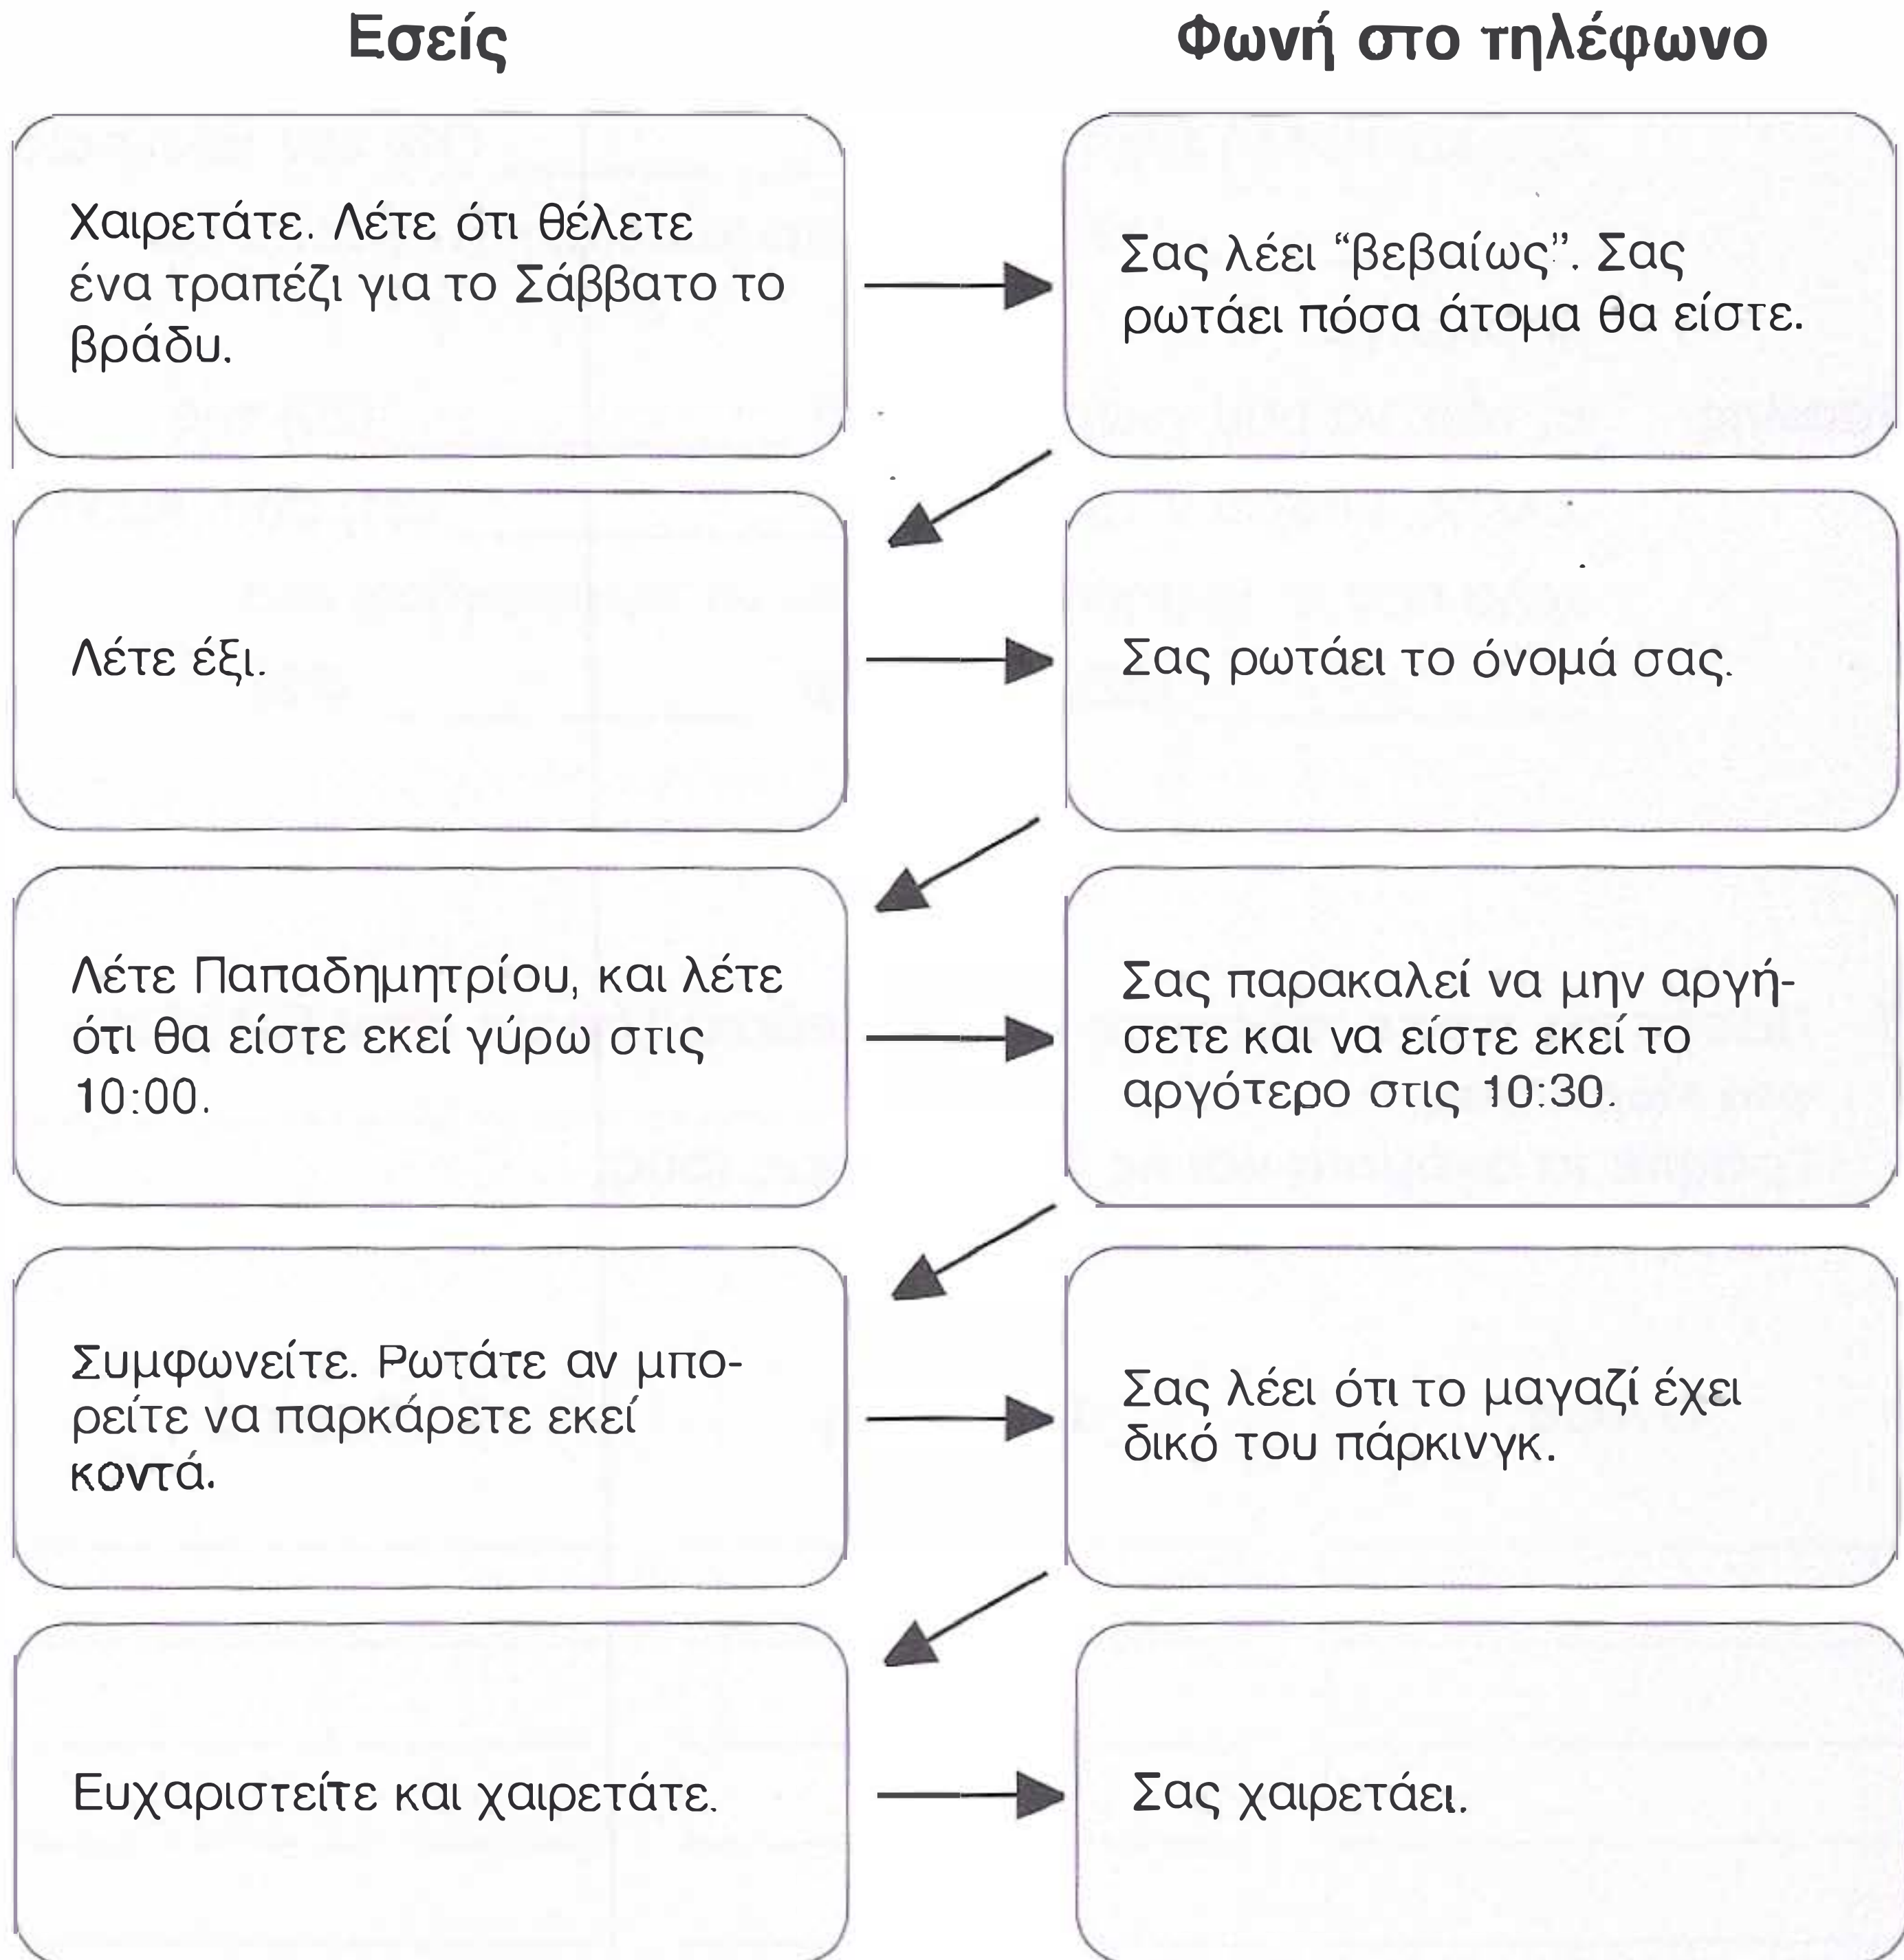 Εσείς
Φωνή στο τηλέφωνο
Χαιρετάτε. Λέτε ότι θέλετε
ένα τραπέζι για το Σάββατο το
βράδυ.
Σας λέει “βεβαίως”. Σας
ρωτάει πόσα άτομα θα είστε.
Λέτε έξι.
Σας ρωτάει το όνομά σας.
Λέτε Παπαδημητρίου, και λέτε
ότι θα είστε εκεί γύρω στις
10:00.
Σας παρακαλεί να μην αργή-
σετε και να είστε εκεί το
αργότερο στις 10:30.
Συμφωνείτε. Ρωτάτε αν μπο-
ρείτε να παρκάρετε εκεί
κοντά.
Σας λέει ότι το μαγαζί έχει
δικό του πάρκινγκ.
Ευχαριστείτε και χαιρετάτε.
Σας χαιρετάει.